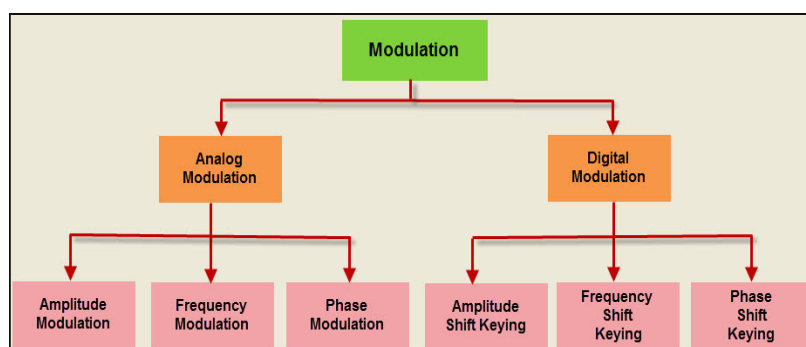 Modulation
Analog
Modulation
Digital
Modulation
Amplitude
Modulation
Frequency
Modulation
Phase
Modulation
Amplitude
Shift Keying
Frequency
Shift
Keying
Phase
Shift
Keying